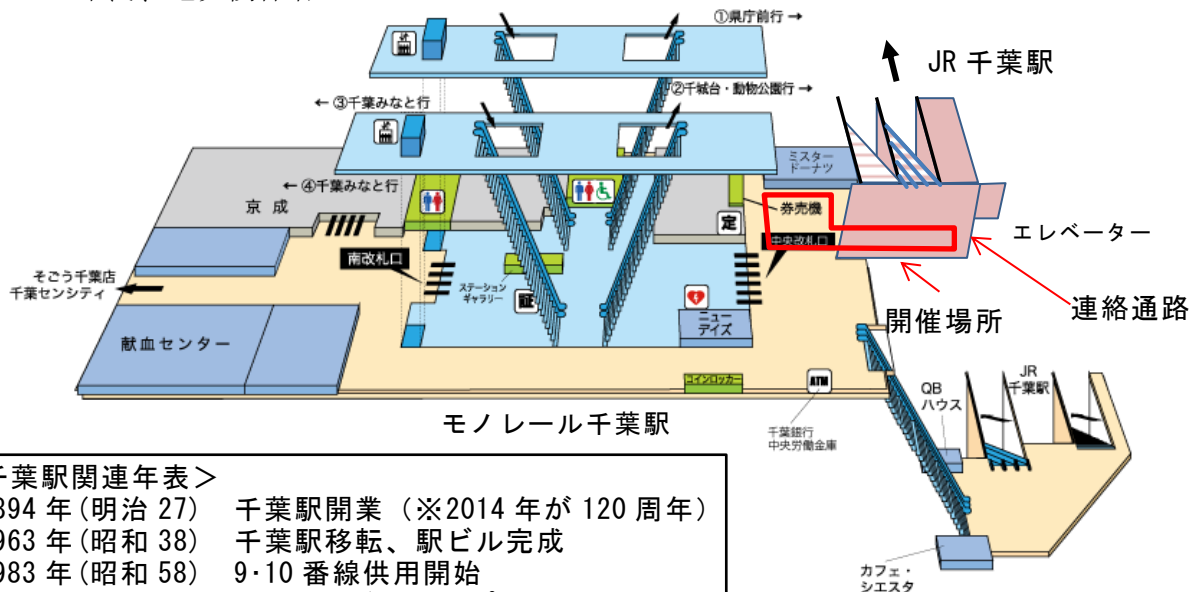 ①県庁前行 →
JR 千葉駅
②千城台・動物公園行 →
← ③千葉みなと行
ミスター
ドーナツ
← ④千葉みなと行
京成
券売機
定
中央改札口
エレベーター
南改札口
そごう千葉店
千葉センシティ
ステーション
ギャラリー
証
ニュー
デイズ
開催場所
連絡通路
献血センター
コインロッカー
ATM
QB
ハウス
JR
千葉駅
モノレール千葉駅
千葉銀行
中央労働金庫
千葉駅関連年表＞
894 年(明治 27) 千葉駅開業 (※2014 年が 120 周年)
963 年(昭和 38) 千葉駅移転、駅ビル完成
983 年(昭和 58) 9･10 番線供用開始
カフェ・
シエスタ